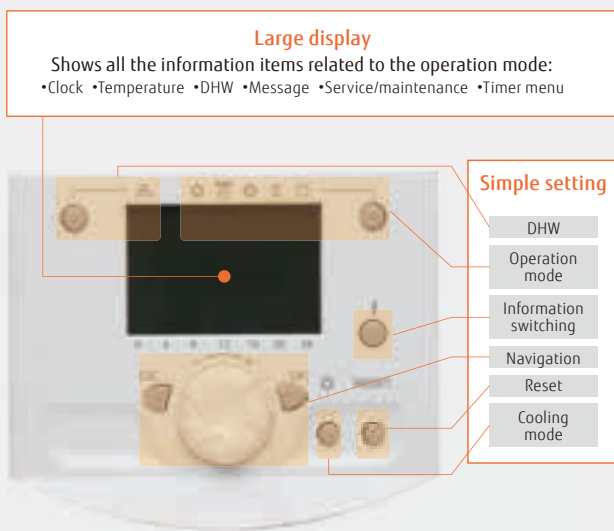 Large display
Shows all the information items related to the operation mode:
•Clock •Temperature •DHW •Message •Service/maintenance •Timer menu
Simple setting
DHW
Operation
mode
Information
switching
Navigation
Reset
Cooling
mode